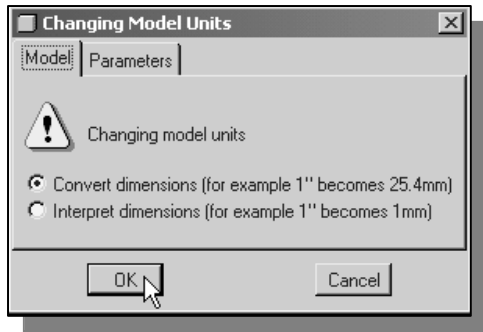 Changing Model Units
Model Parameters
Changing model units
Convert dimensions (for example 1'' becomes 25.4mm)
Interpret dimensions (for example 1'' becomes 1mm)
OK Cancel